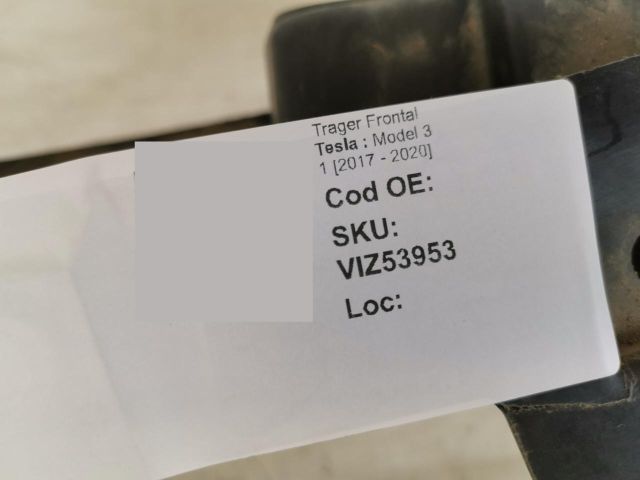 Trager Frontal
Tesla : Model 3
1 [2017 - 2020]
Cod OE:
SKU:
VIZ53953
Loc: